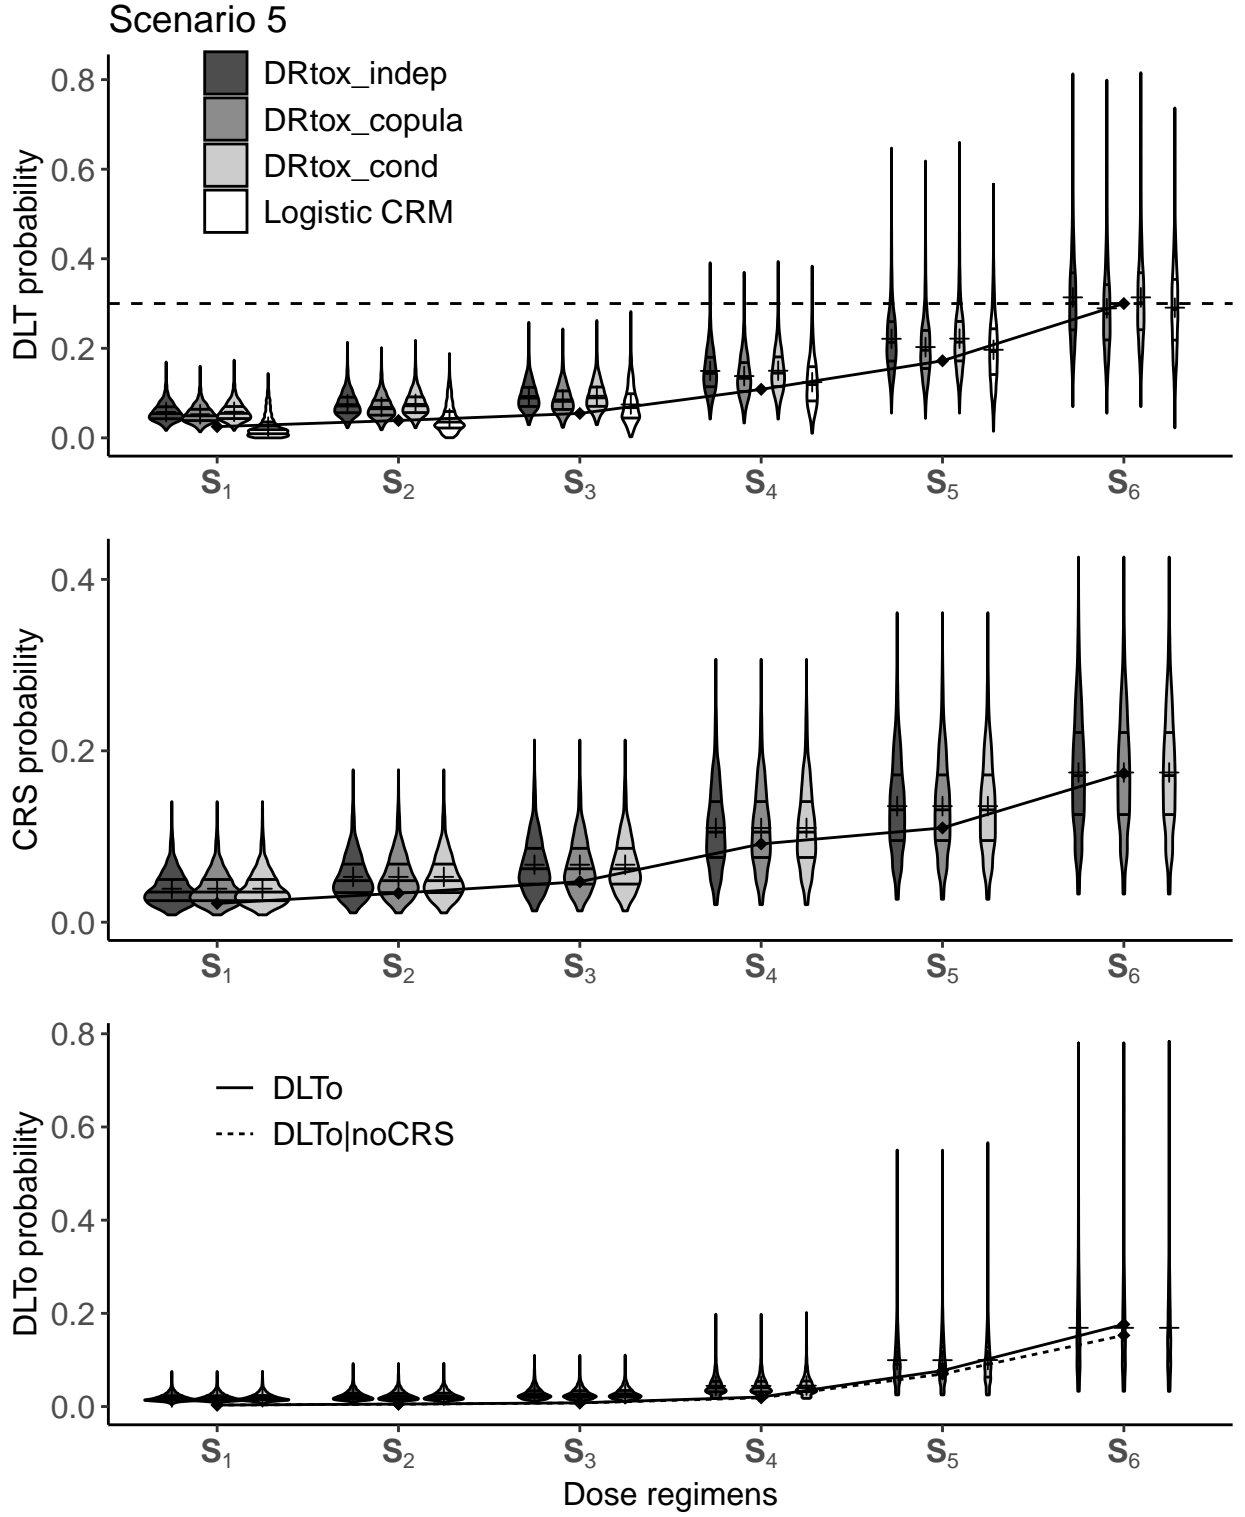 Scenario 5
DRtox_indep
DRtox_copula
DRtox_cond
Logistic CRM
DLT probability
0.8
0.6
0.4
0.2
0.0
S1 S2 S3 S4 S5 S6
CRS probability
0.4
0.2
0.0
S1 S2 S3 S4 S5 S6
DLTo probability
0.8
0.6
0.4
0.2
0.0
DLTo
DLTo|noCRS
S1 S2 S3 S4 S5 S6
Dose regimens